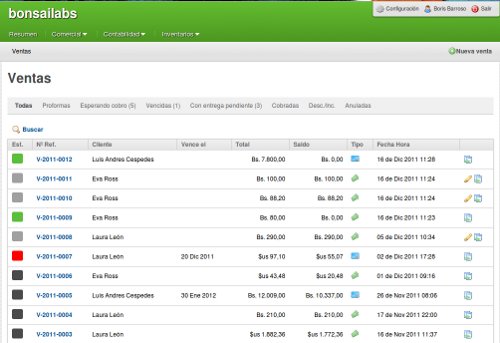 bonsailabs
Configuración Boris Barroso Salir
Resumen Comercial Contabilidad Inventarios
Ventas Nueva venta
Ventas
Todas Proformas Esperando cobro (5) Vencidas (1) Con entrega pendiente (3) Cobradas Desc./Inc. Anuladas
Buscar
Est. Nº Ref. Cliente Vence el Total Saldo Tipo Fecha Hora
V-2011-0012 Luis Andres Cespedes Bs. 7.800,00 Bs. 0,00 16 de Dic 2011 11:28
V-2011-0011 Eva Ross Bs. 100,00 Bs. 100,00 16 de Dic 2011 11:24
V-2011-0010 Eva Ross Bs. 88,20 Bs. 88,20 16 de Dic 2011 11:24
V-2011-0009 Eva Ross Bs. 80,00 Bs. 0,00 16 de Dic 2011 11:23
V-2011-0008 Laura León Bs. 290,00 Bs. 290,00 05 de Dic 2011 10:34
V-2011-0007 Laura León 20 Dic 2011 $us 97,10 $us 55,07 02 de Dic 2011 17:28
V-2011-0006 Eva Ross $us 43,48 $us 20,48 01 de Dic 2011 09:16
V-2011-0005 Luis Andres Cespedes 30 Ene 2012 Bs. 12.009,00 Bs. 10.337,00 26 de Nov 2011 08:06
V-2011-0004 Laura León Bs. 210,00 Bs. 210,00 17 de Nov 2011 22:00
V-2011-0003 Laura León $us 1.882,36 $us 1.772,36 16 de Nov 2011 11:37